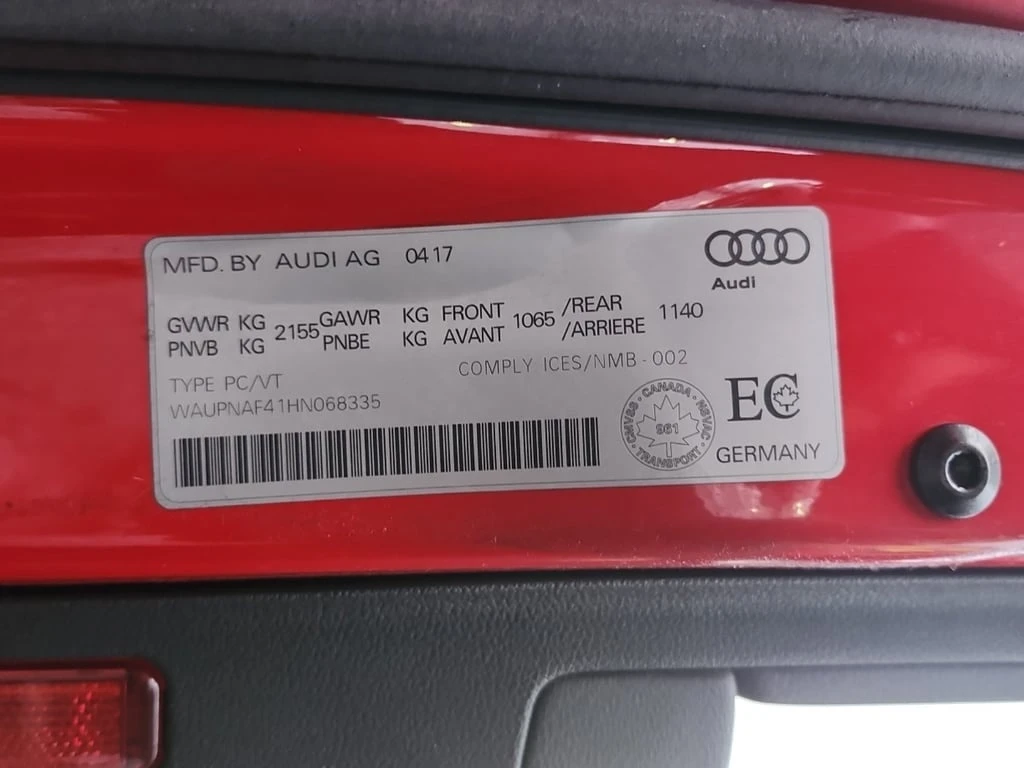 MFD. BY AUDI AG 0417
Audi
GVWR KG 2155 GAWR KG FRONT 1065 /REAR 1140
PNVB KG PNBE KG AVANT /ARRIERE
COMPLY ICES/NMB-002
TYPE PC/VT
WAUPNAF41HN068335
CANADA
CMVSS · NSVAC
961
TRANSPORT
EC
GERMANY